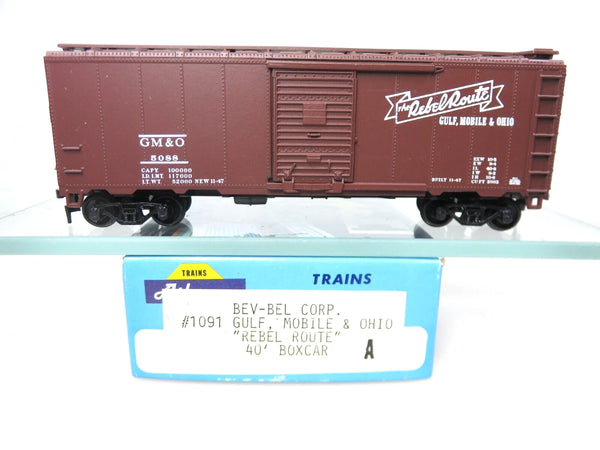 The Rebel Route
GULF, MOBILE & OHIO
GM&O
5088
CAPY. 100000
LD. LMT. 117000
LT. WT. 52000 NEW 11-47
BUILT 11-47
TRAINS
TRAINS
BEV-BEL CORP.
#1091 GULF, MOBILE & OHIO
"REBEL ROUTE"
40' BOXCAR A